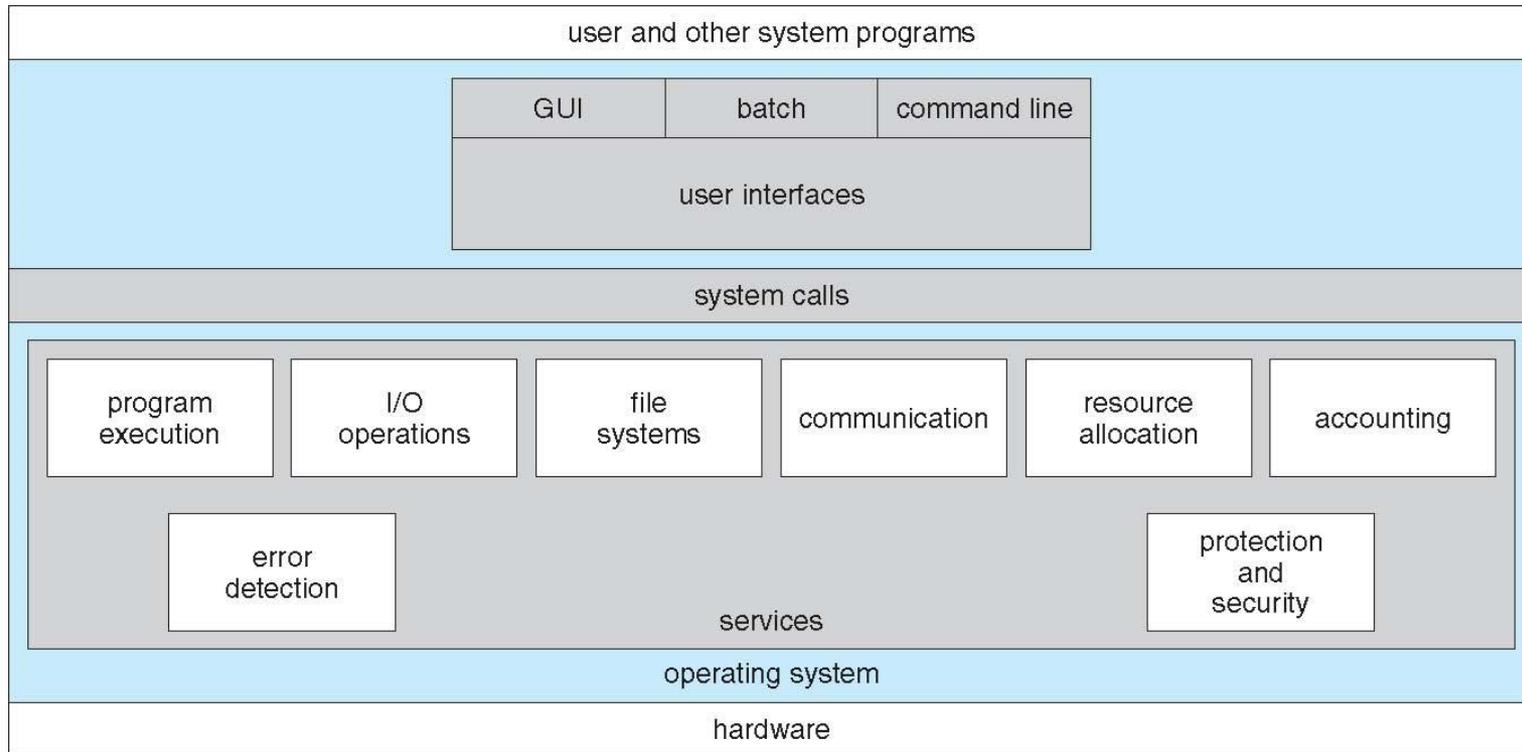 user and other system programs
GUI
batch
command line
user interfaces
system calls
program
execution
I/O
operations
file
systems
communication
resource
allocation
accounting
error
detection
protection
and
security
services
operating system
hardware